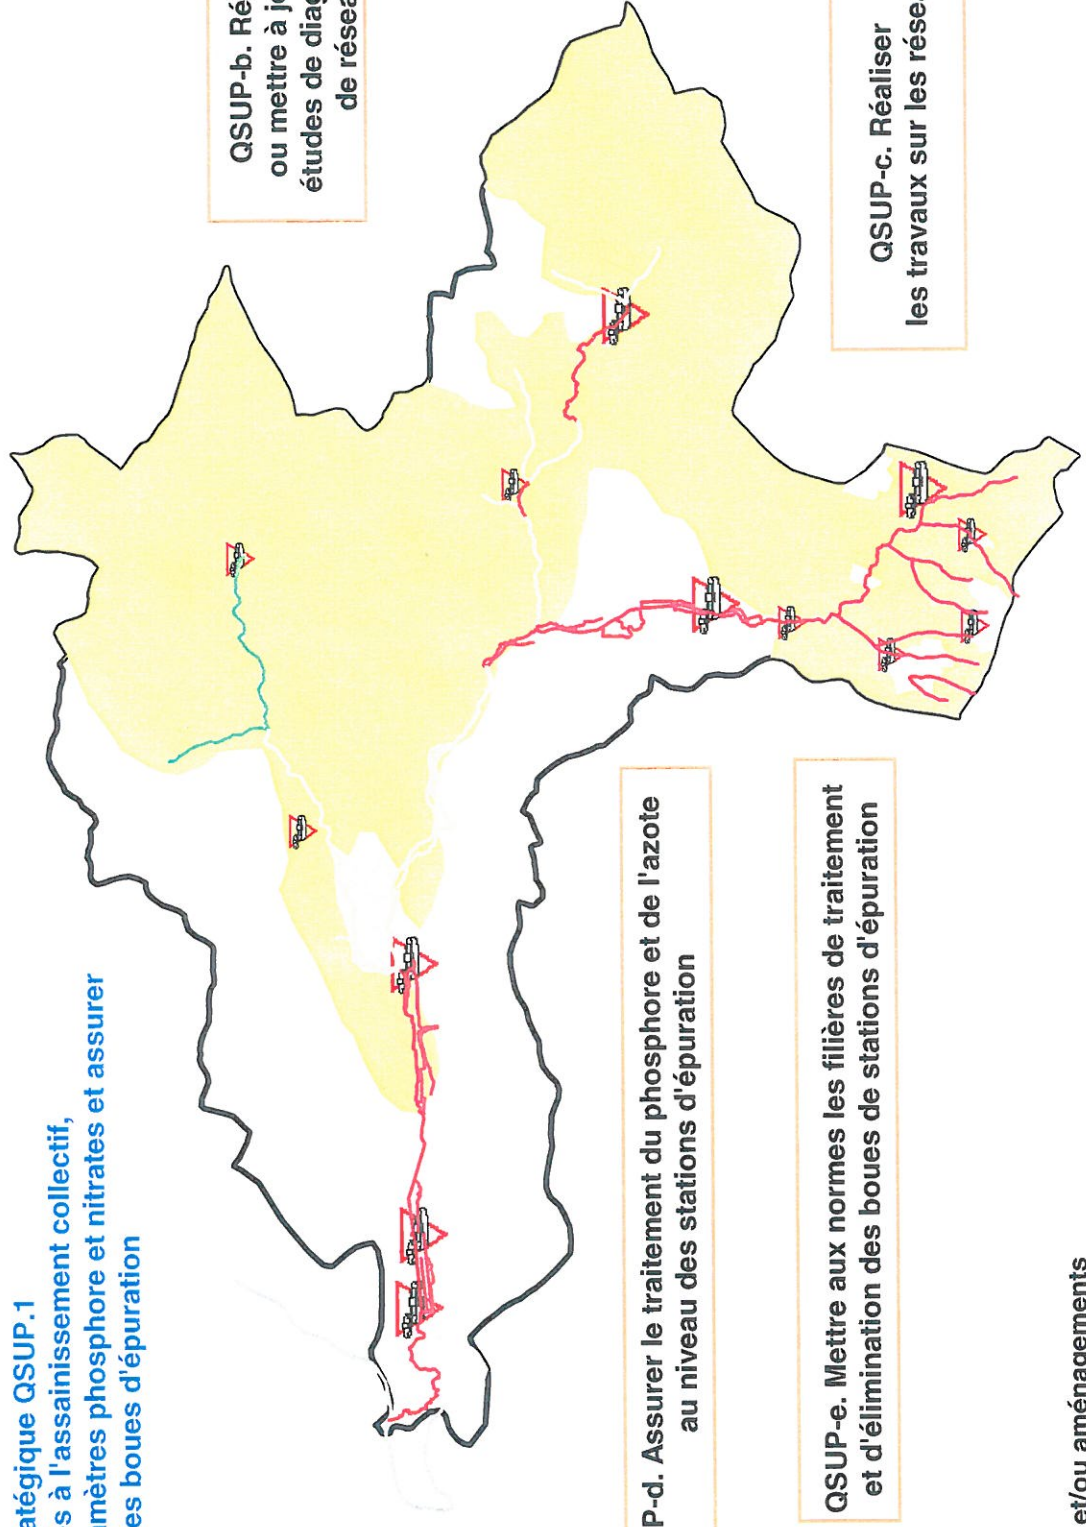 atégique QSUP.1
s à l'assainissement collectif,
mètres phosphore et nitrates et assurer
es boues d'épuration
QSUP-b. Ré
ou mettre à jo
études de diag
de résea
QSUP-c. Réaliser
les travaux sur les résea
P-d. Assurer le traitement du phosphore et de l'azote
au niveau des stations d'épuration
QSUP-e. Mettre aux normes les filières de traitement
et d'élimination des boues de stations d'épuration
et/ou aménagements